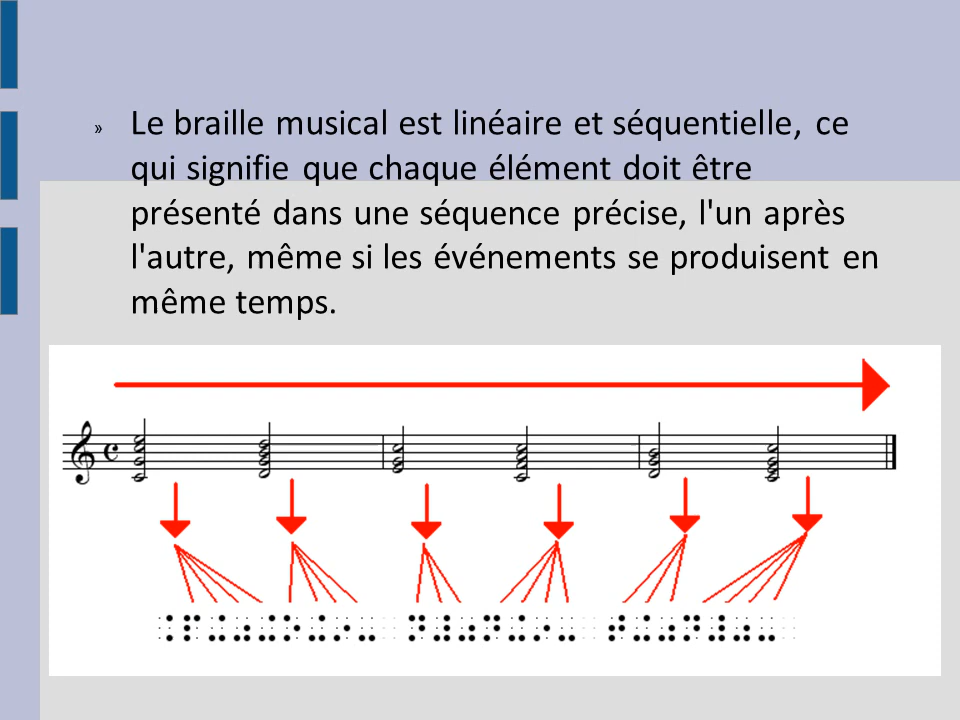 » Le braille musical est linéaire et séquentielle, ce
qui signifie que chaque élément doit être
présenté dans une séquence précise, l'un après
l'autre, même si les événements se produisent en
même temps.